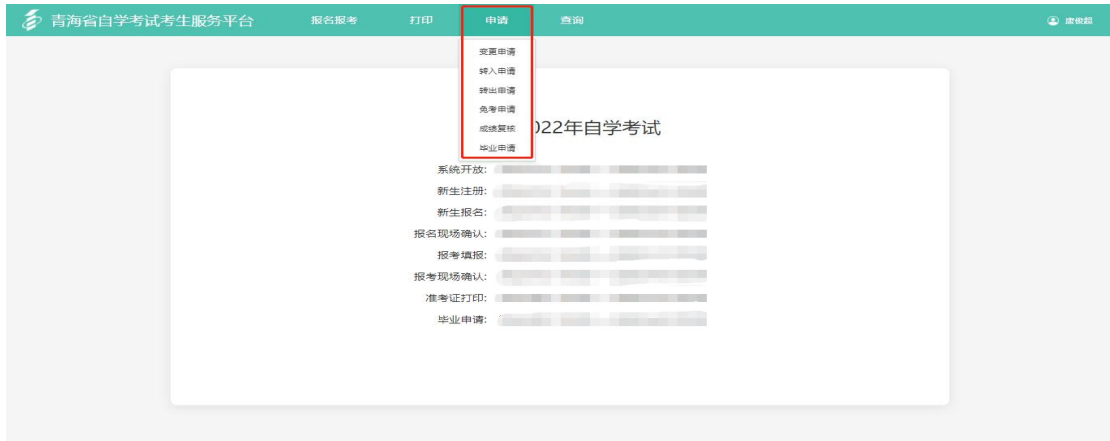 青海省自学考试考生服务平台 报名报考 打印 申请 查询 唐俊超
变更申请
转入申请
转出申请
免考申请
成绩复核
毕业申请
022年自学考试
系统开放:
新生注册:
新生报名:
报名现场确认:
报考填报:
报考现场确认:
准考证打印:
毕业申请: